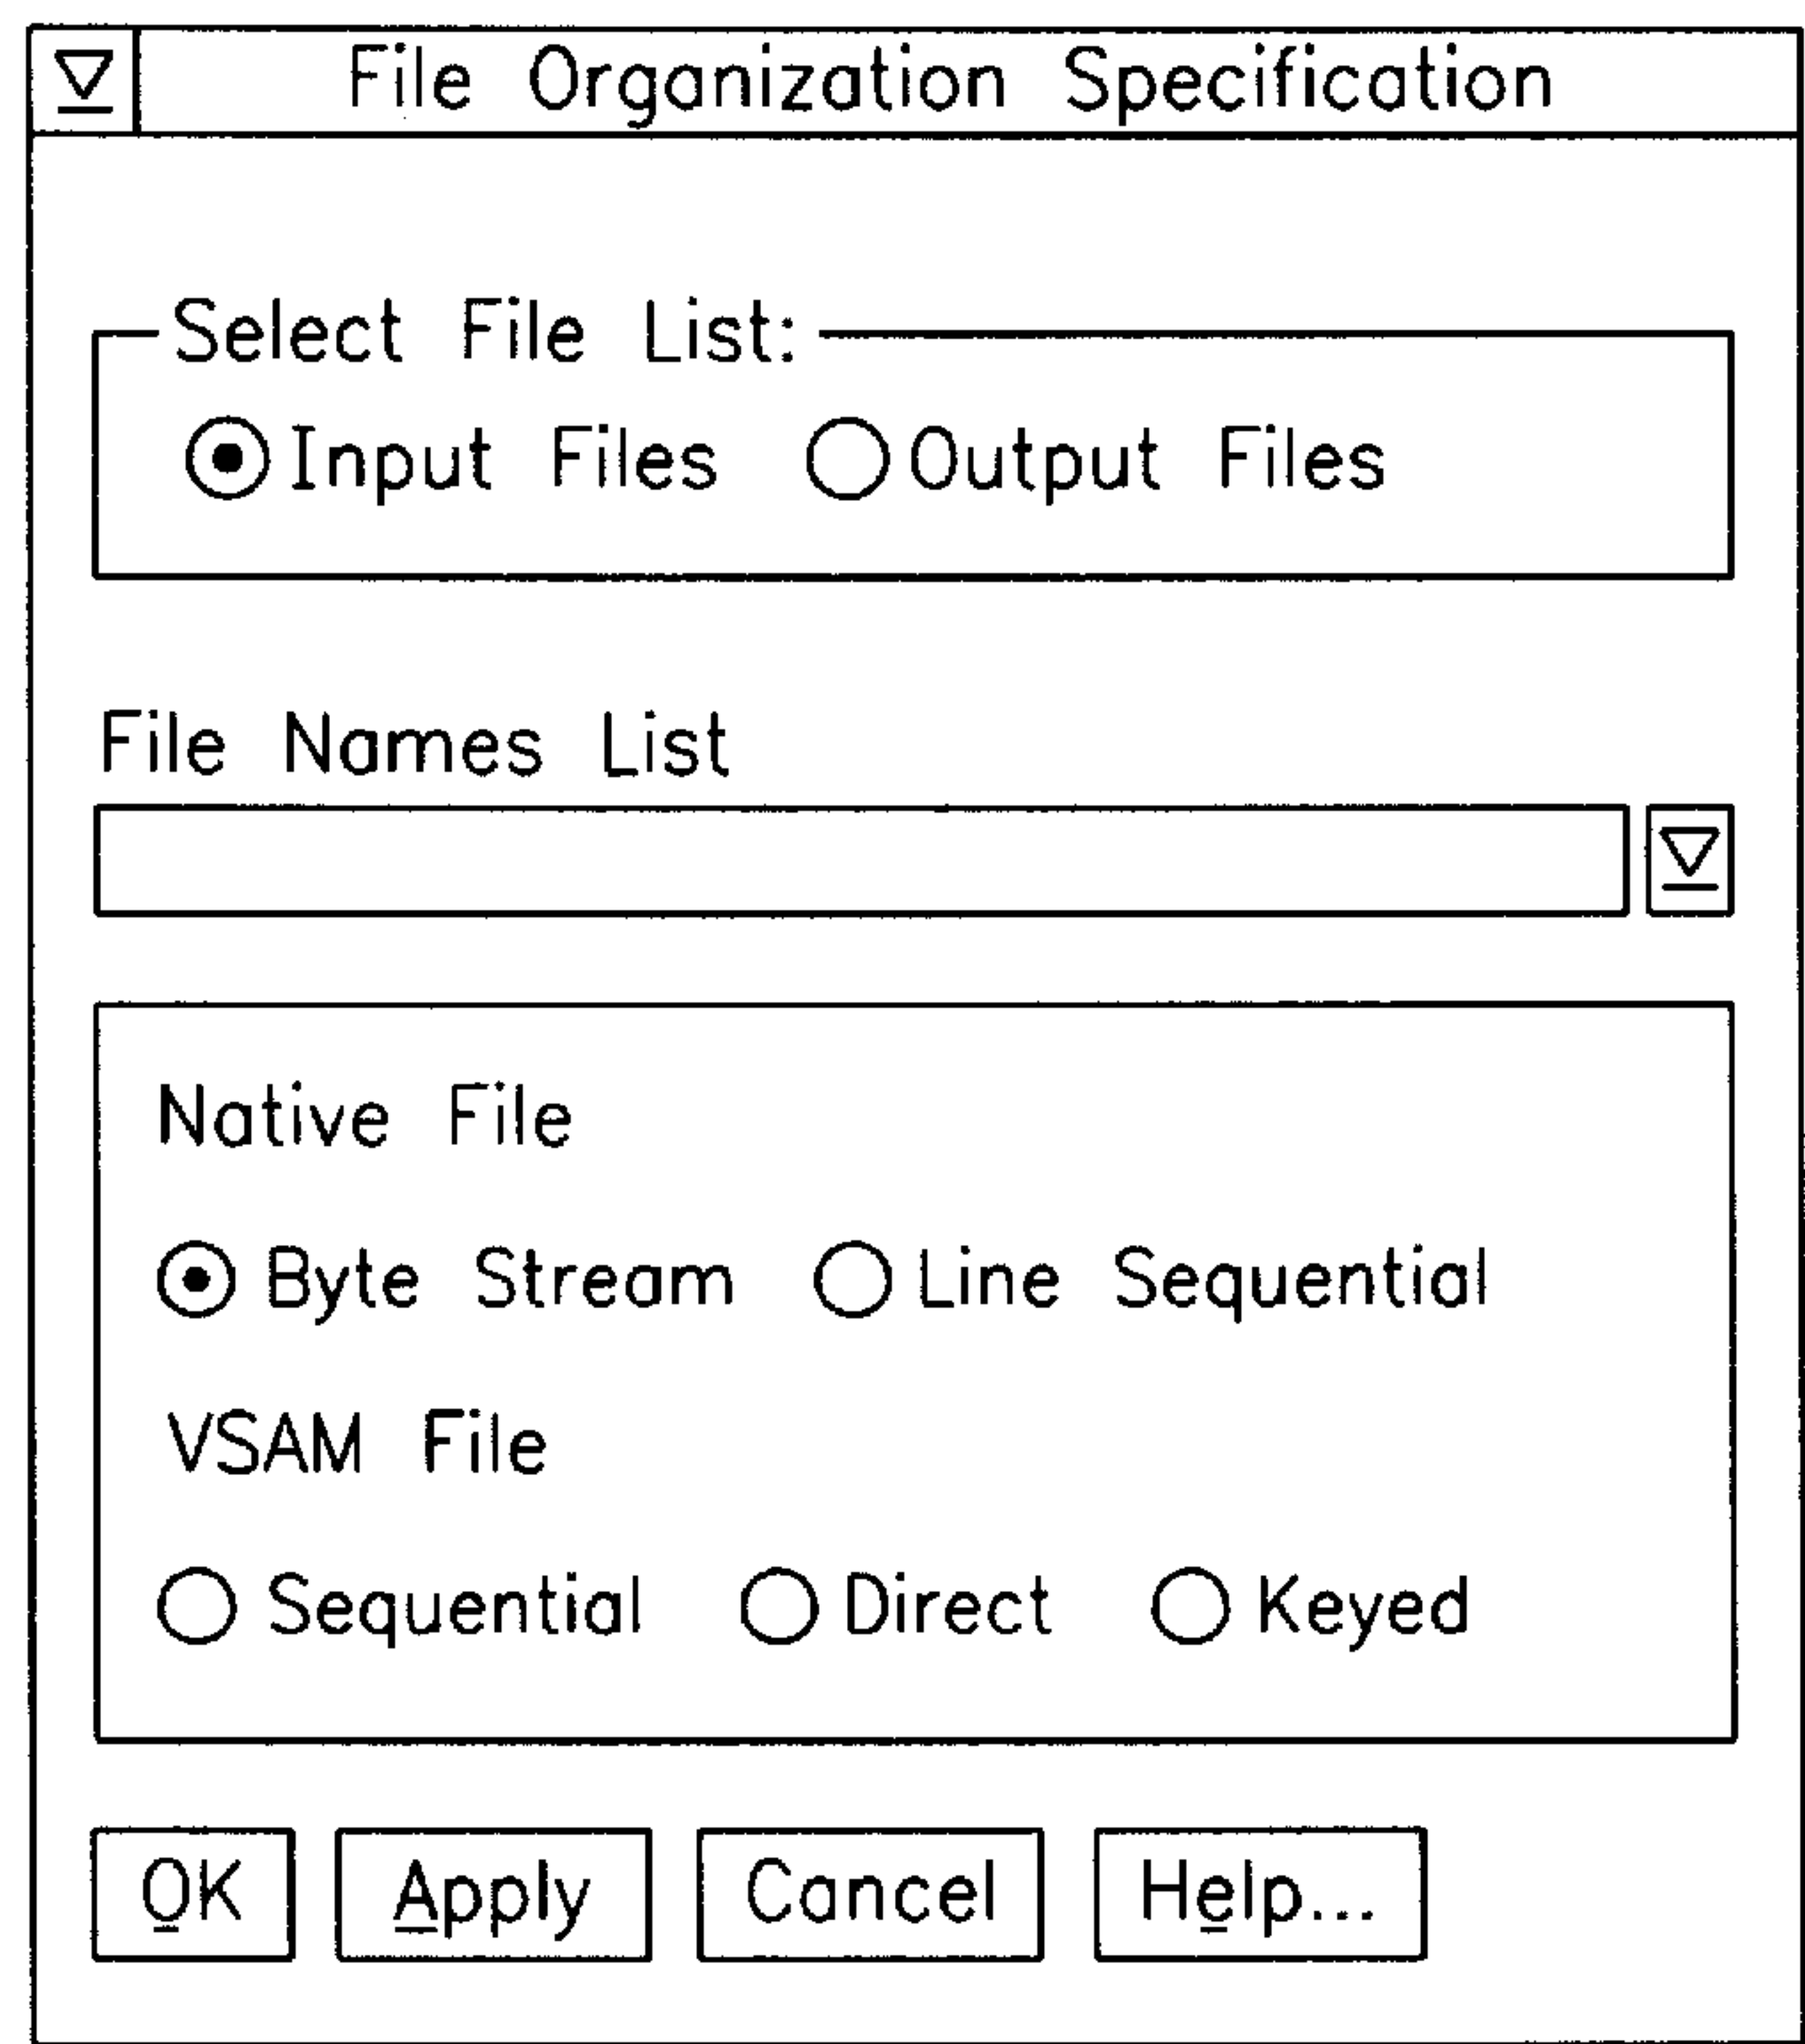 File Organization Specification
Select File List:
Input Files Output Files
File Names List
Native File
Byte Stream Line Sequential
VSAM File
Sequential Direct Keyed
OK Apply Cancel Help...